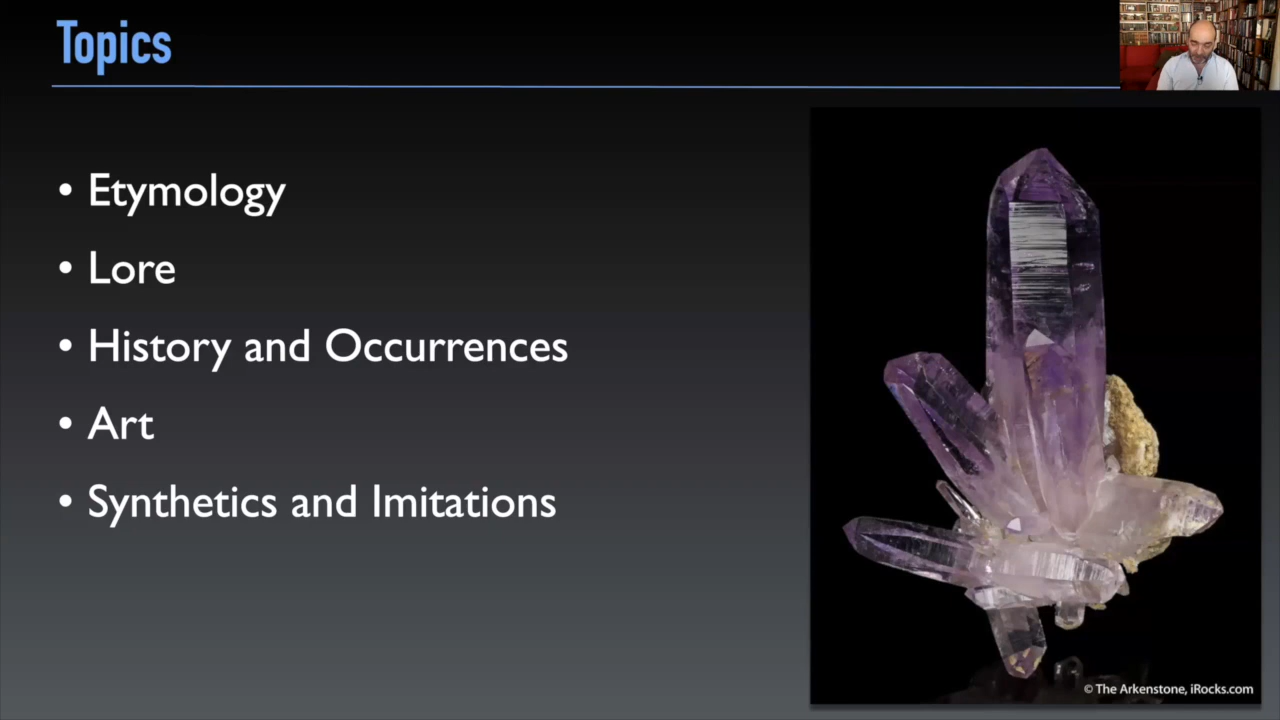 Topics
• Etymology
• Lore
• History and Occurrences
• Art
• Synthetics and Imitations
© The Arkenstone, iRocks.com